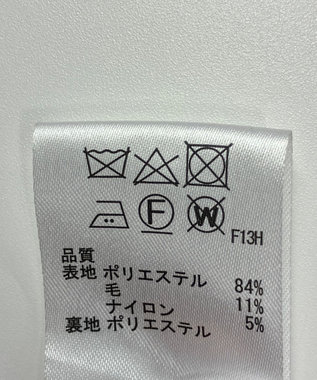 F W F13H
品質
表地 ポリエステル 84%
毛 11%
ナイロン 5%
裏地 ポリエステル